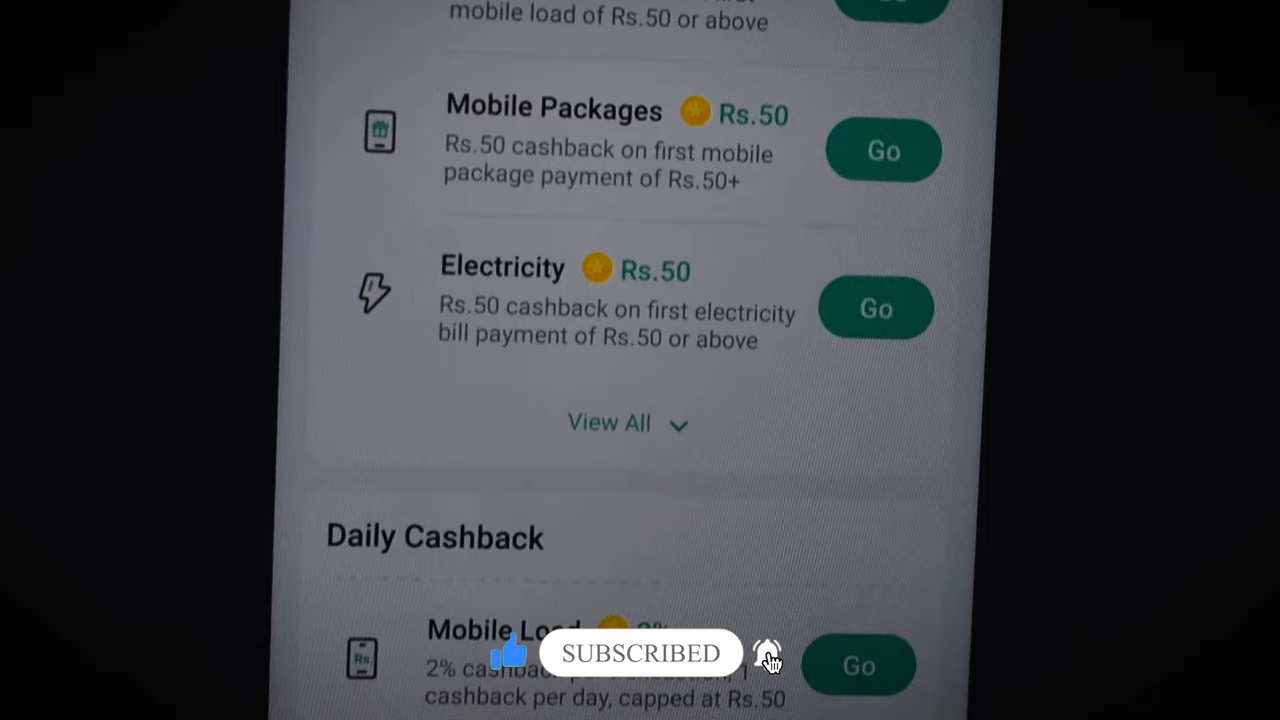 mobile load of Rs.50 or above
Mobile Packages Rs.50
Rs.50 cashback on first mobile
package payment of Rs.50+
Go
Electricity Rs.50
Rs.50 cashback on first electricity
bill payment of Rs.50 or above
Go
View All
Daily Cashback
Mobile
SUBSCRIBED
Rs.
2%
1
cashback per day, capped at Rs.50
Go